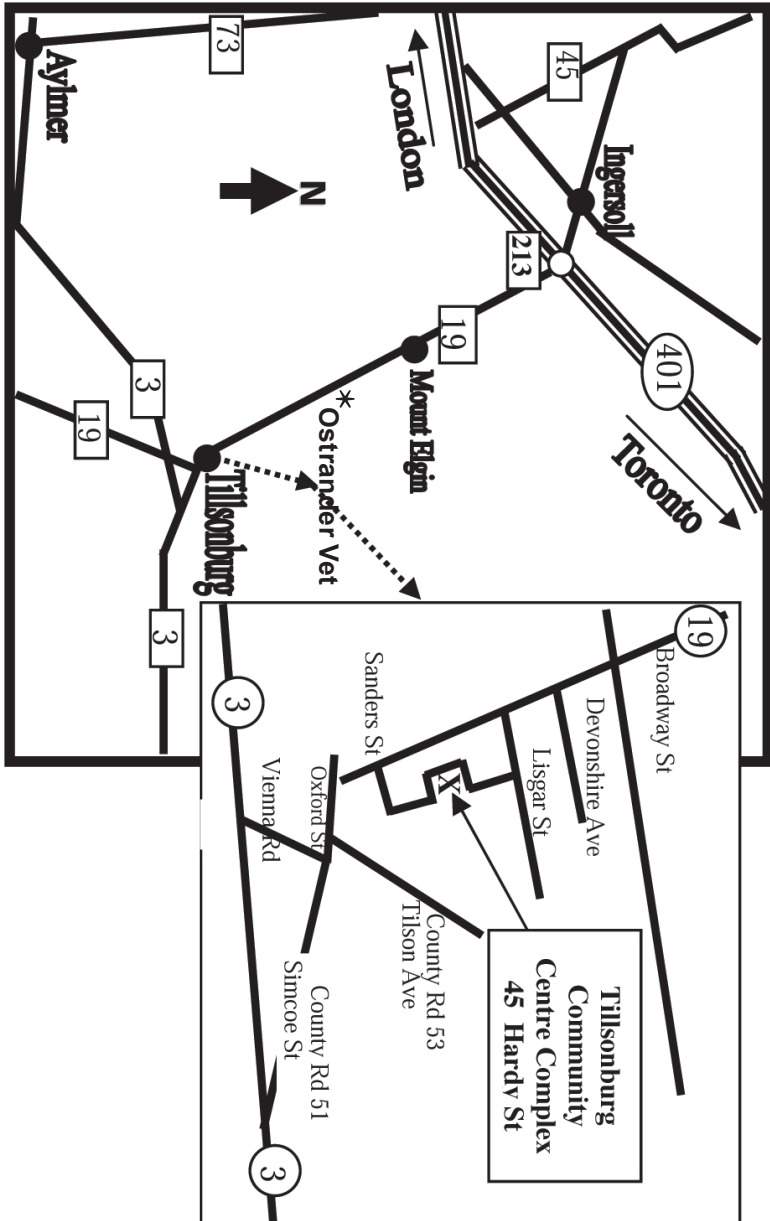 45
Ingersoll
London
213
401
Toronto
73
N
19
Mount Elgin
*Ostrander Vet
Aylmer
3
19
Tillsonburg
3
19
Broadway St
Devonshire Ave
Lisgar St
Sanders St
X
Tillsonburg
Community
Centre Complex
45 Hardy St
Oxford St
County Rd 53
Tilson Ave
3
Vienna Rd
County Rd 51
Simcoe St
3